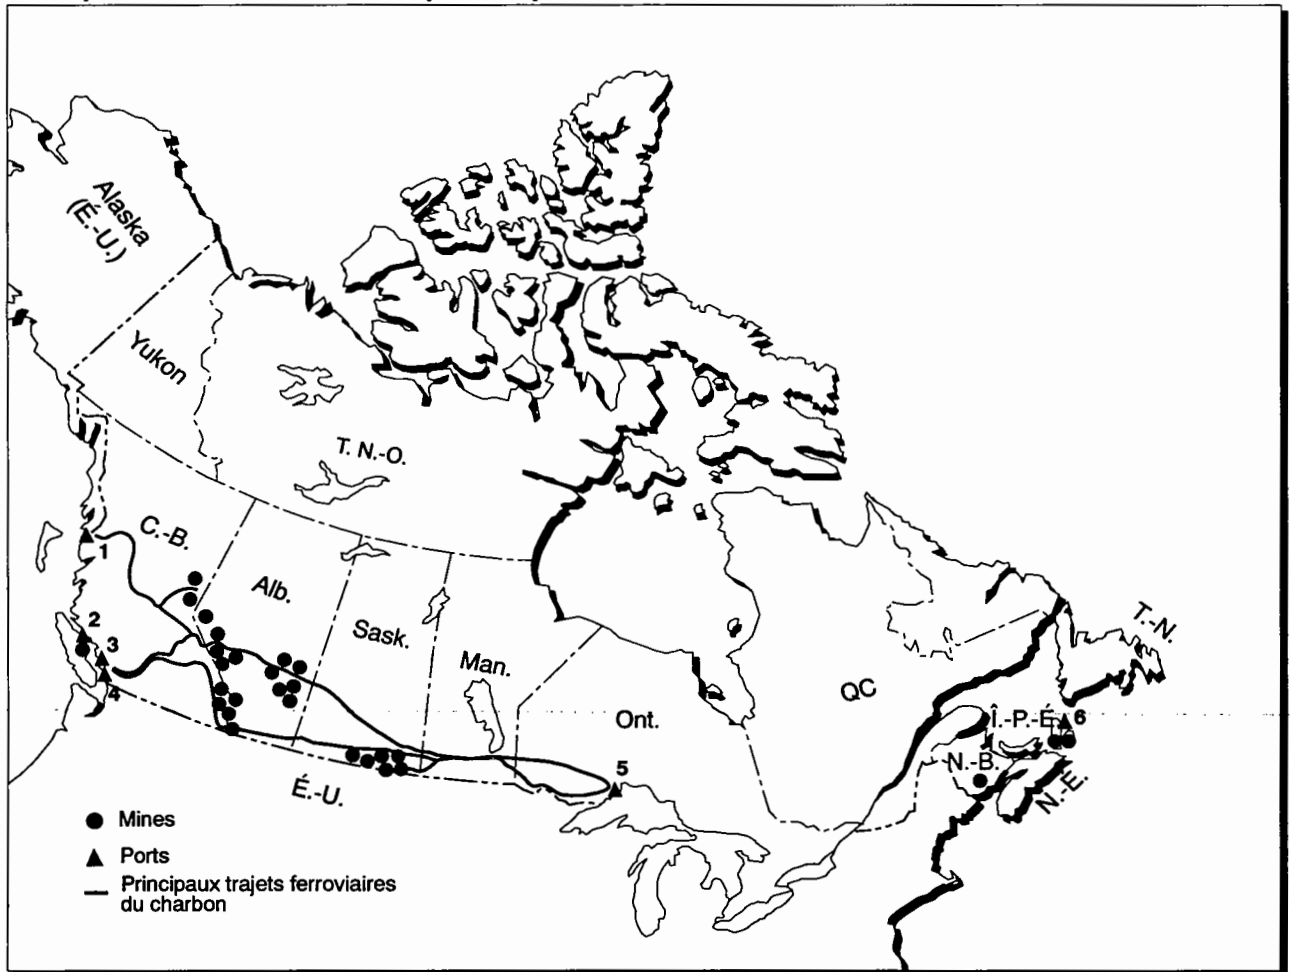 Alaska
(É.-U.)
Yukon
T. N.-O.
C.-B.
1
Alb.
2
3
4
Sask.
Man.
Ont.
QC
T.-N.
Î.-P.-É.
6
N.-B.
N.-E.
5
É.-U.
Mines
Ports
Principaux trajets ferroviaires
du charbon